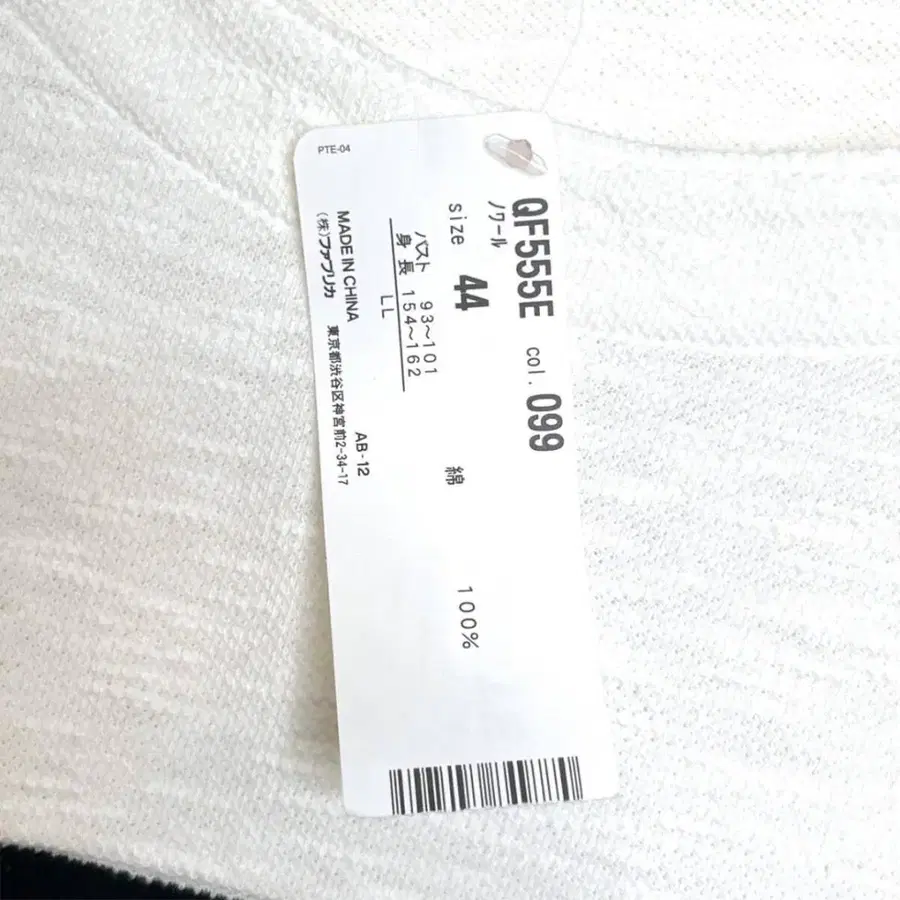 PTE-04
QF555E col. 099
ノワール
size 44
バスト 93~101
身長 154~162
LL
綿 100%
AB-12
MADE IN CHINA
(株)ファブリカ 東京都渋谷区神宮前2-34-17